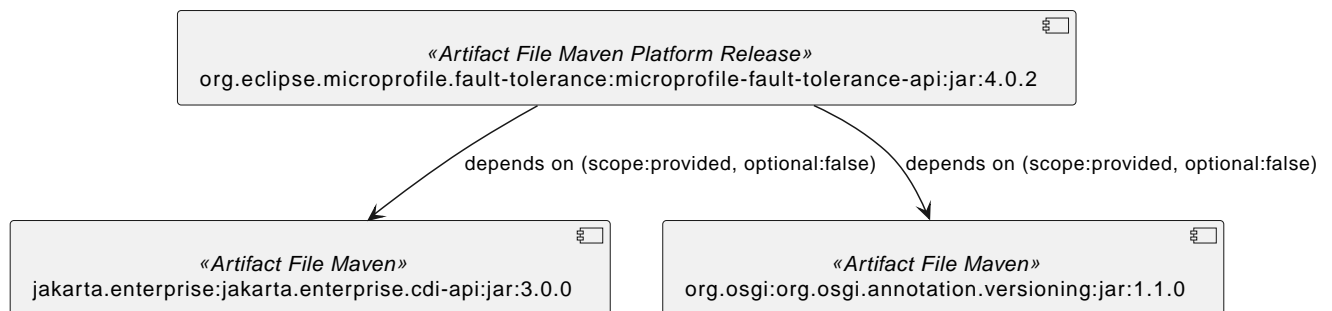 «Artifact File Maven Platform Release»
org.eclipse.microprofile.fault-tolerance:microprofile-fault-tolerance-api:jar:4.0.2
depends on (scope:provided, optional:false)
depends on (scope:provided, optional:false)
«Artifact File Maven»
jakarta.enterprise:jakarta.enterprise.cdi-api:jar:3.0.0
«Artifact File Maven»
org.osgi:org.osgi.annotation.versioning:jar:1.1.0